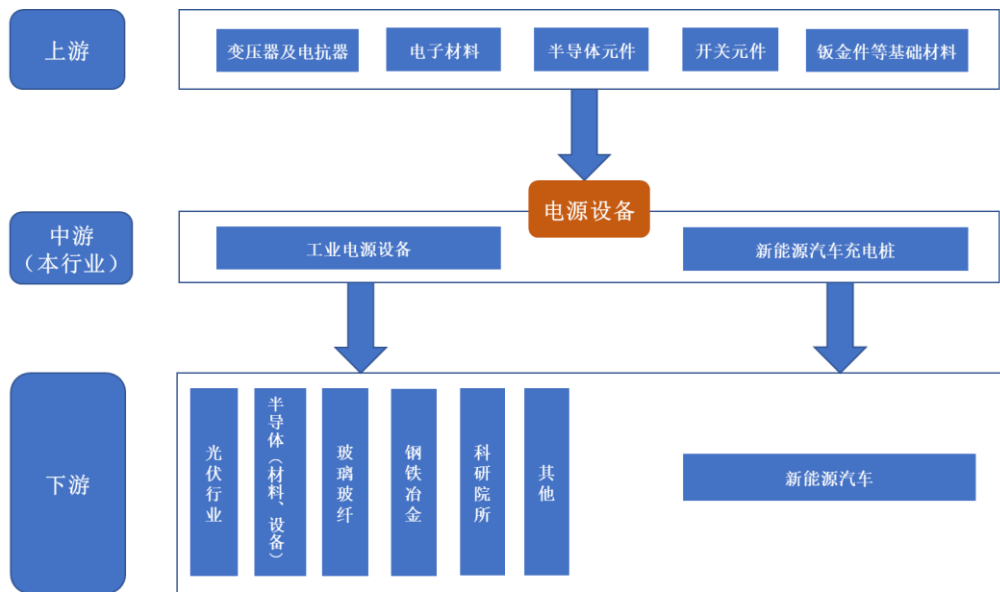 上游
变压器及电抗器
电子材料
半导体元件
开关元件
钣金件等基础材料
电源设备
中游
（本行业）
工业电源设备
新能源汽车充电桩
下游
光伏行业
半导体（材料、设备）
玻璃玻纤
钢铁冶金
科研院所
其他
新能源汽车